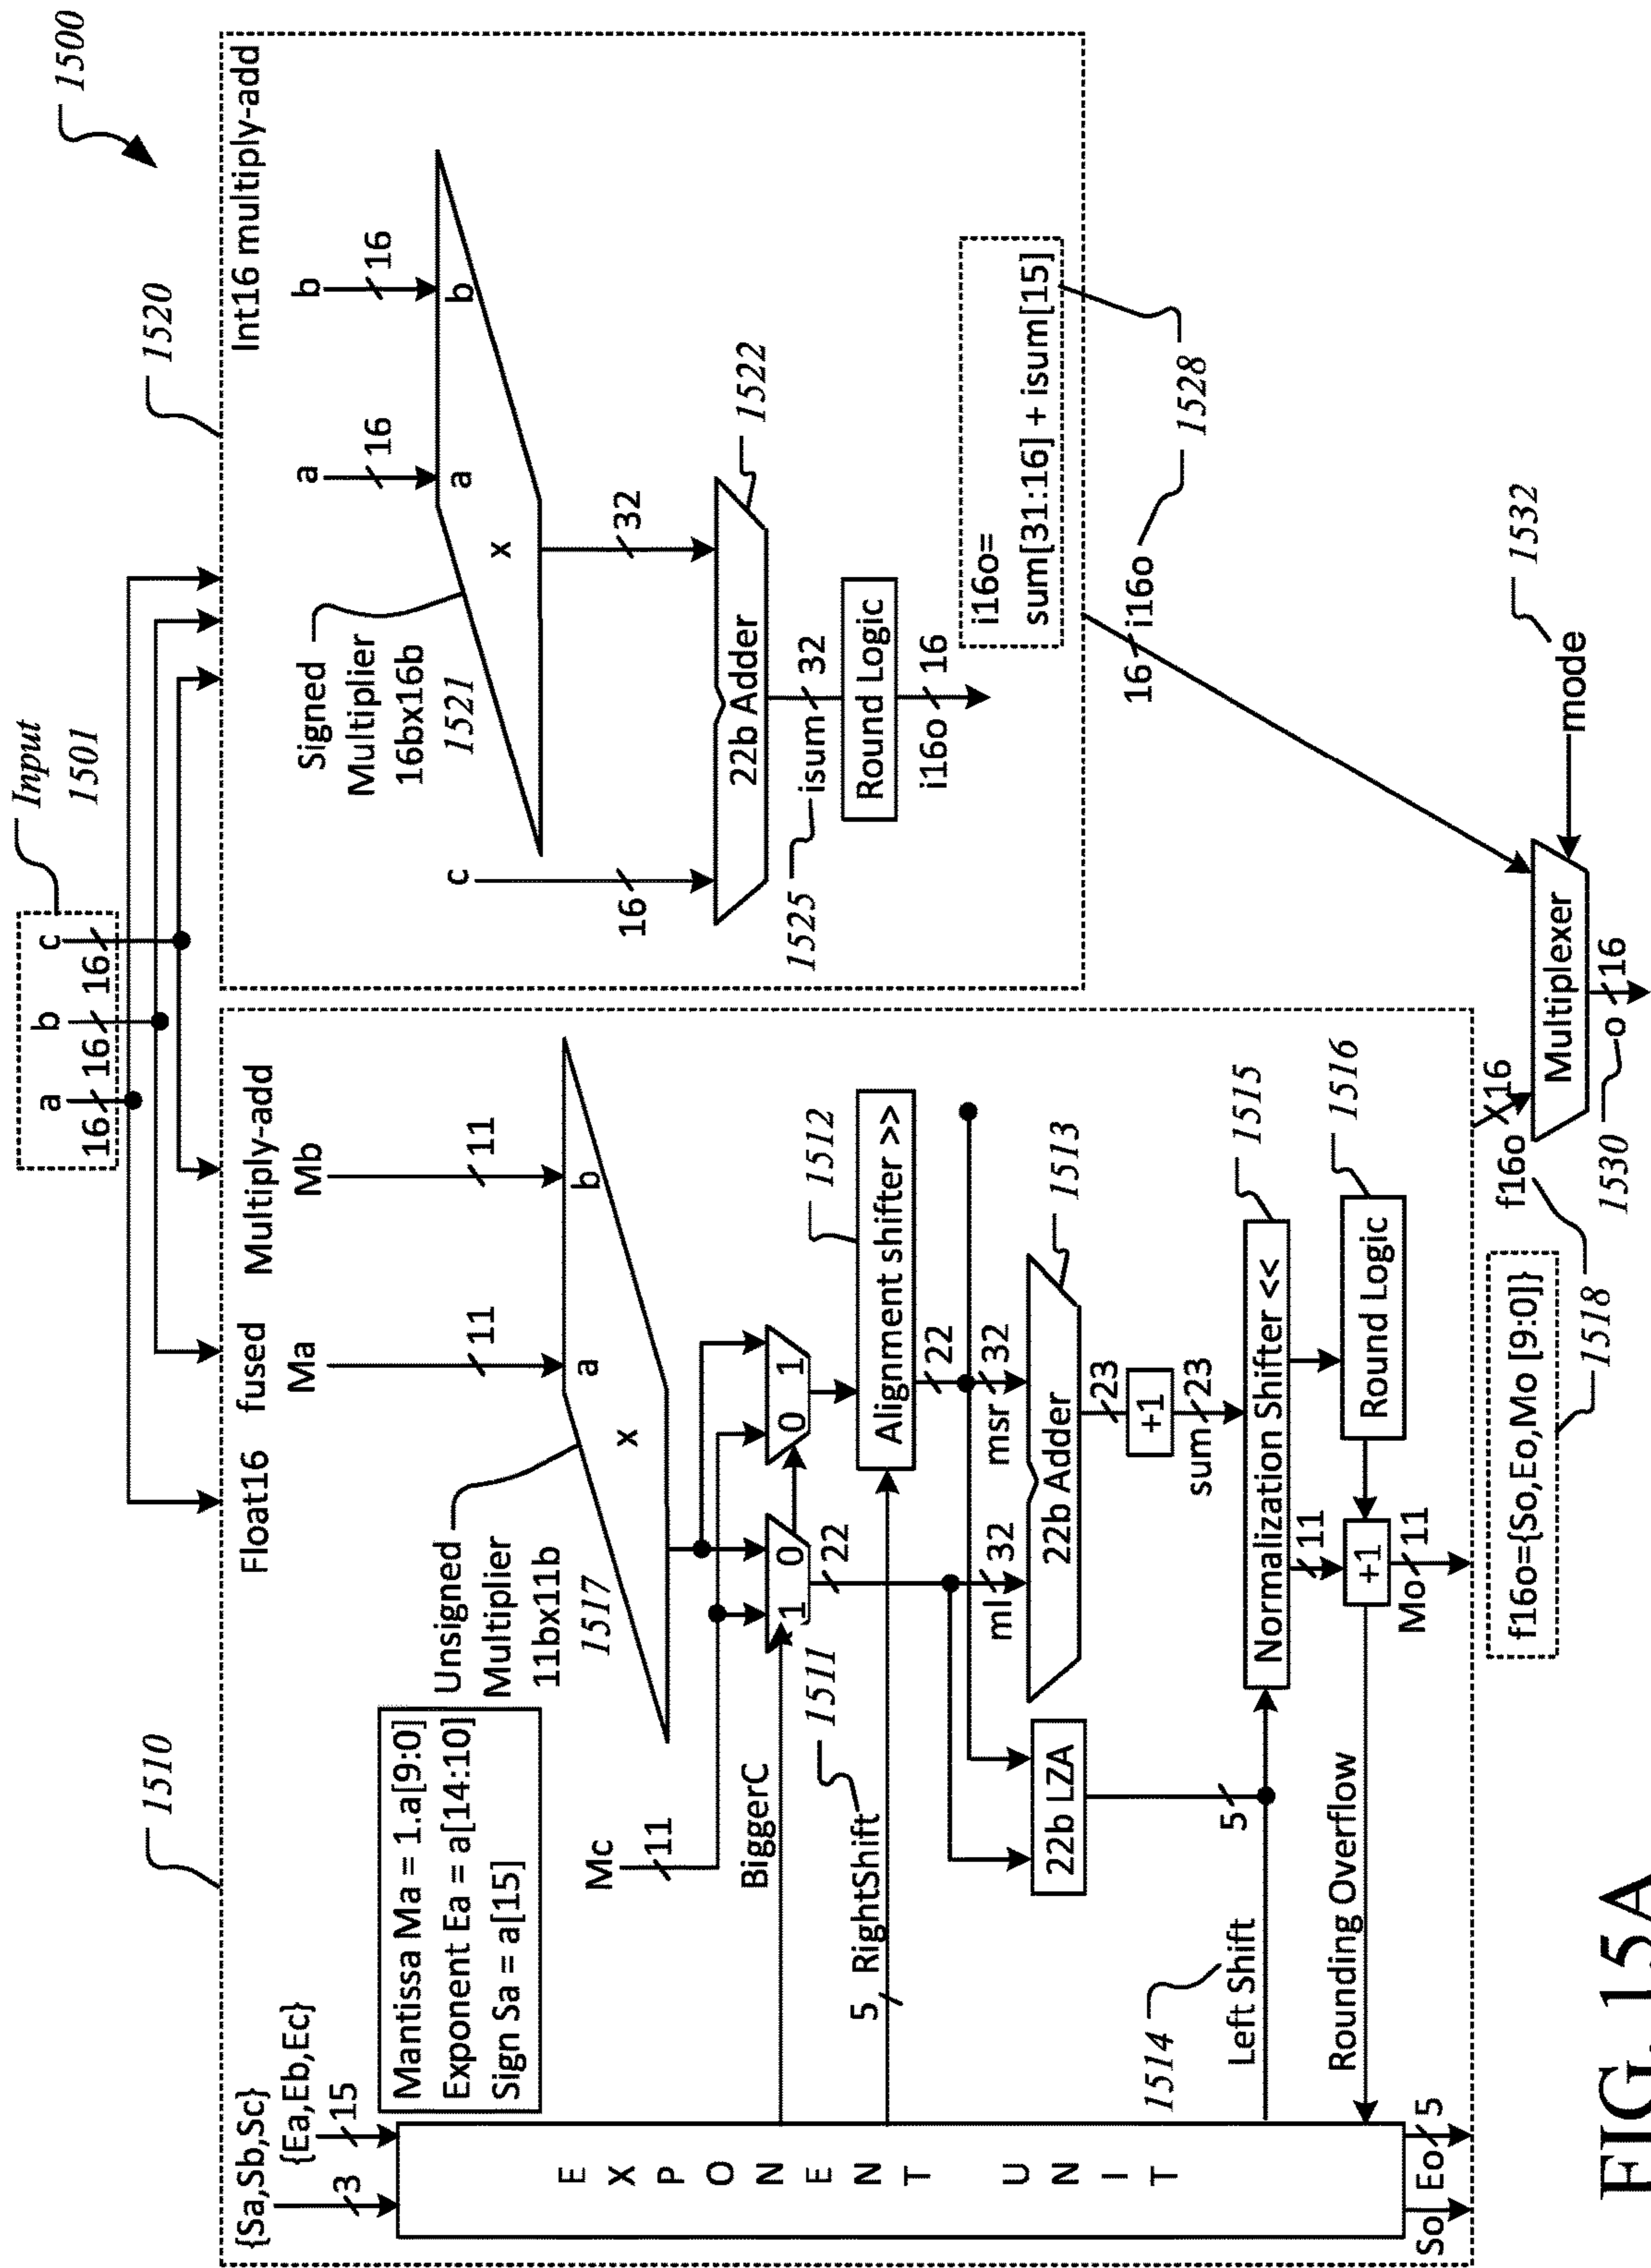 1500
Input
1501
a
b
c
16
16
16
1510
1520
Float16 fused Multiply-add
Int16 multiply-add
{Sa,Sb,Sc}
{Ea,Eb,Ec}
3
15
EXPONENT UNIT
Mantissa Ma = 1.a[9:0]
Exponent Ea = a[14:10]
Sign Sa = a[15]
Ma
Mb
11
11
Unsigned
Multiplier
11bx11b
1517
a
b
x
Mc
11
BiggerC
1
0
0
1
1511
22
5
RightShift
1512
Alignment shifter >>
22
ml
32
msr
32
22b LZA
22b Adder
1513
23
+1
sum
23
5
1514
Left Shift
Normalization Shifter <<
1515
11
Round Logic
1516
Rounding Overflow
+1
Mo
11
So
Eo
5
a
b
16
16
Signed
Multiplier
16bx16b
1521
a
b
x
c
16
32
22b Adder
1522
1525
isum
32
Round Logic
i16o
16
i16o=
sum[31:16] + isum[15]
1528
16
i16o
f16o={So,Eo,Mo [9:0]}
1518
f16o
16
Multiplexer
mode
1532
1530
o
16
FIG. 15A